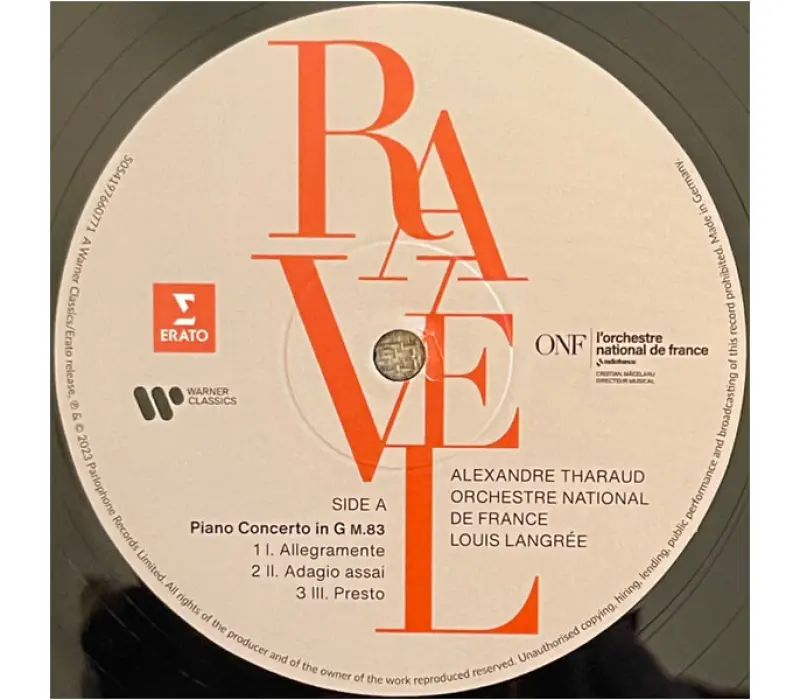 RAVEL
ERATO
WARNER
CLASSICS
ONF
l'orchestre
national de france
radiofrance
CRISTIAN MĂCELARU
DIRECTEUR MUSICAL
SIDE A
Piano Concerto in G M.83
1 I. Allegramente
2 II. Adagio assai
3 III. Presto
ALEXANDRE THARAUD
ORCHESTRE NATIONAL
DE FRANCE
LOUIS LANGRÉE
5054197660771 A Warner Classics/Erato release, ℗ & © 2023 Parlophone Records Limited. All rights of the producer and of the owner of the work reproduced reserved. Unauthorised copying, hiring, lending, public performance and broadcasting of this record prohibited. Made in Germany.